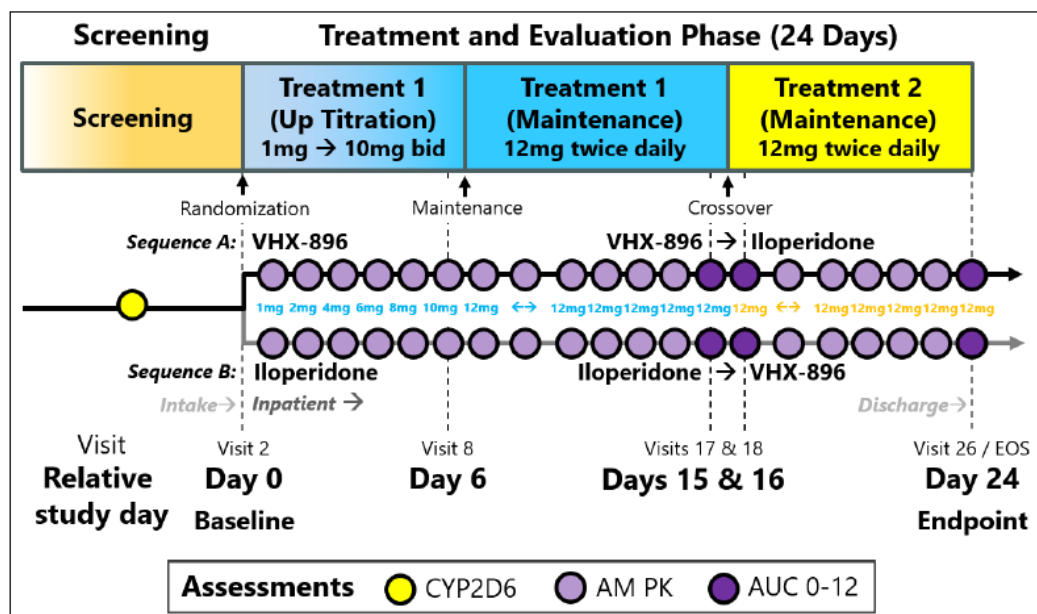 Screening Treatment and Evaluation Phase (24 Days)
Screening
Treatment 1
(Up Titration)
1mg → 10mg bid
Treatment 1
(Maintenance)
12mg twice daily
Treatment 2
(Maintenance)
12mg twice daily
Randomization Maintenance Crossover
Sequence A: VHX-896 VHX-896 → Iloperidone
1mg 2mg 4mg 6mg 8mg 10mg 12mg ←→ 12mg 12mg 12mg 12mg 12mg 12mg ←→ 12mg 12mg 12mg 12mg 12mg
Sequence B: Iloperidone Iloperidone → VHX-896
Intake→ Inpatient → Discharge→
Visit Visit 2 Visit 8 Visits 17 & 18 Visit 26 / EOS
Relative Day 0 Day 6 Days 15 & 16 Day 24
study day Baseline Endpoint
Assessments CYP2D6 AM PK AUC 0-12